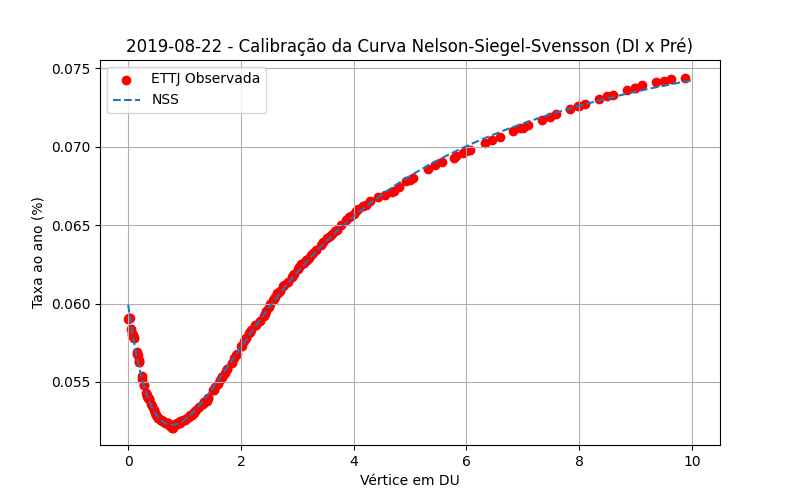 2019-08-22 - Calibração da Curva Nelson-Siegel-Svensson (DI x Pré)
ETTJ Observada
NSS
Taxa ao ano (%)
0.075
0.070
0.065
0.060
0.055
0 2 4 6 8 10
Vértice em DU